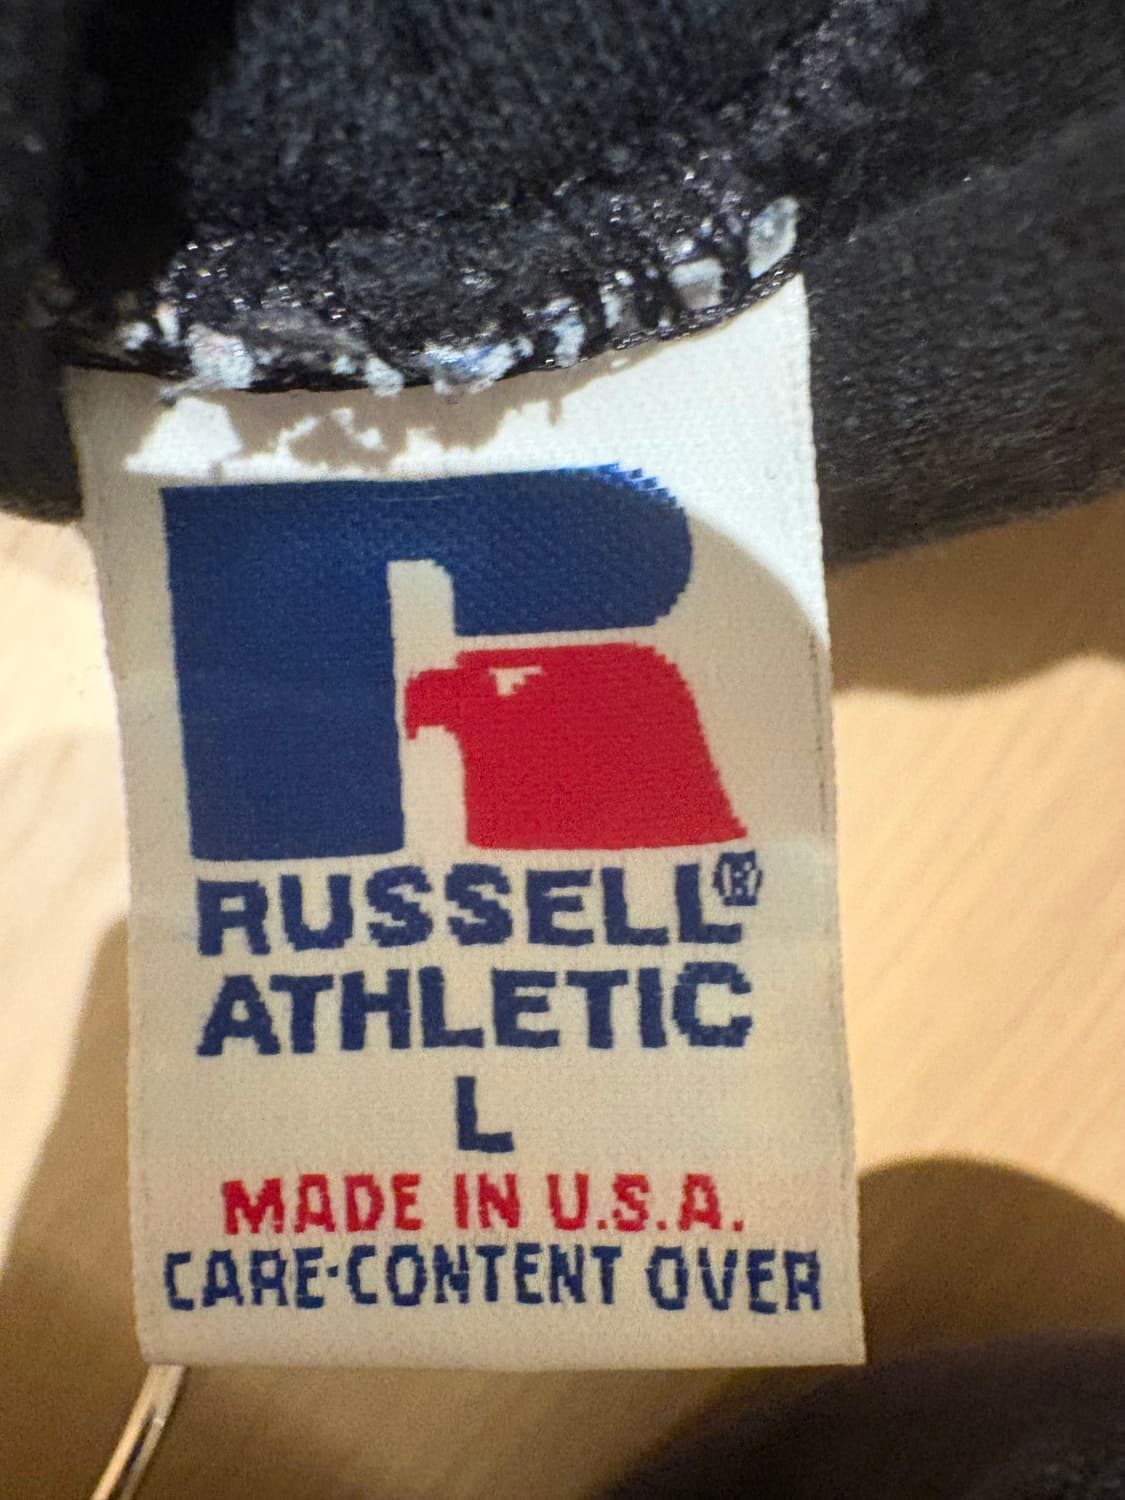 RUSSELL®
ATHLETIC
L
MADE IN U.S.A.
CARE·CONTENT OVER